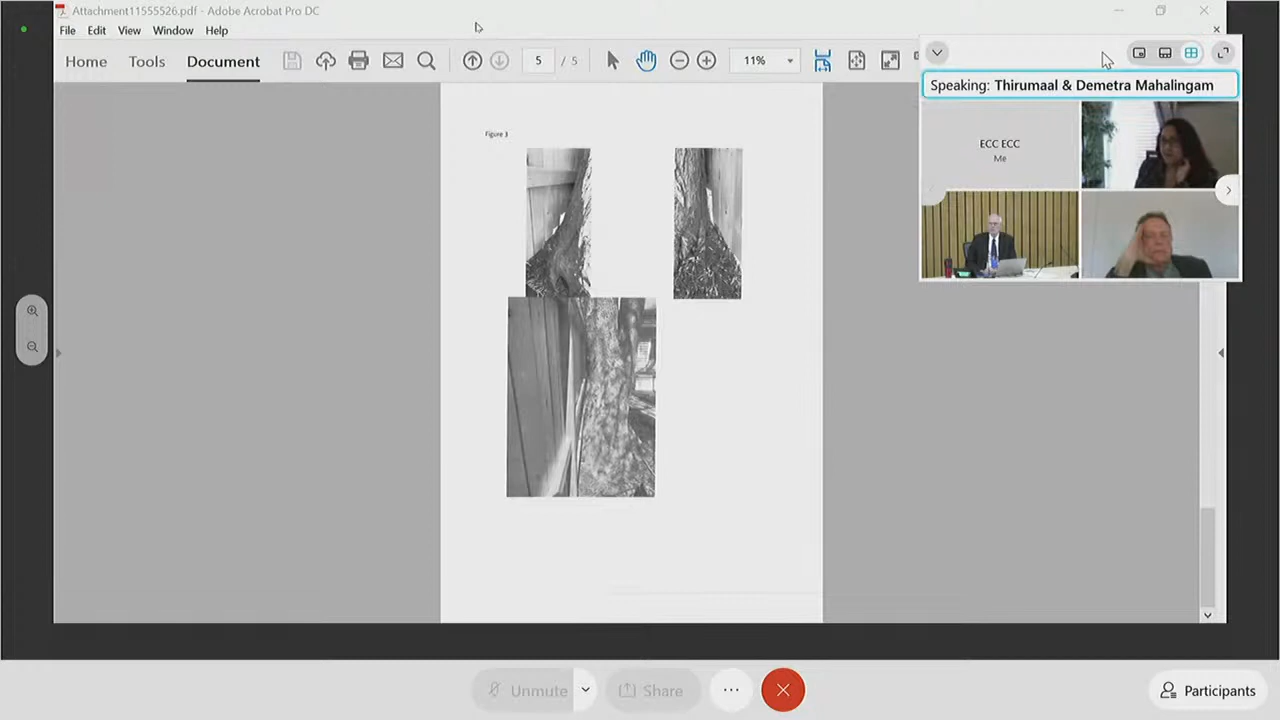 Attachment11555526.pdf - Adobe Acrobat Pro DC
File Edit View Window Help
Home Tools Document 5 / 5 11%
Speaking: Thirumaal & Demetra Mahalingam
ECC ECC
Me
Figure 3
Unmute Share Participants